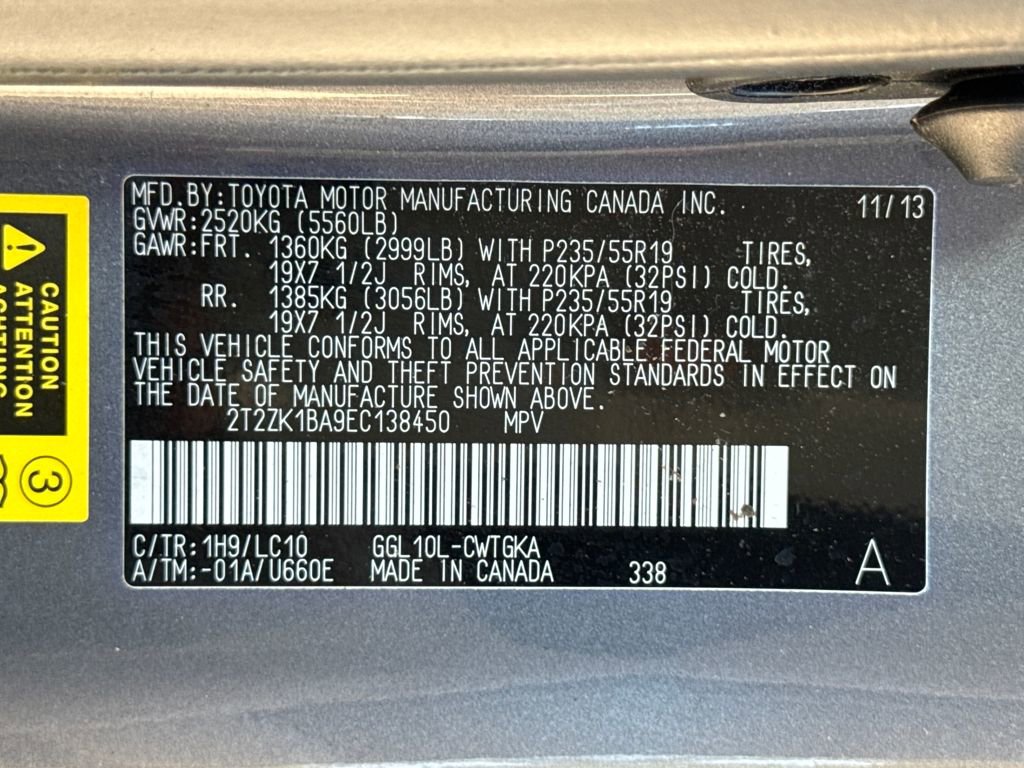 MFD.BY:TOYOTA MOTOR MANUFACTURING CANADA INC. 11/13
GVWR:2520KG (5560LB)
GAWR:FRT. 1360KG (2999LB) WITH P235/55R19 TIRES,
19X7 1/2J RIMS, AT 220KPA (32PSI) COLD.
RR. 1385KG (3056LB) WITH P235/55R19 TIRES,
19X7 1/2J RIMS, AT 220KPA (32PSI) COLD.
THIS VEHICLE CONFORMS TO ALL APPLICABLE FEDERAL MOTOR
VEHICLE SAFETY AND THEFT PREVENTION STANDARDS IN EFFECT ON
THE DATE OF MANUFACTURE SHOWN ABOVE.
2T2ZK1BA9EC138450 MPV
C/TR:1H9/LC10 GGL10L-CWTGKA
A/TM:-01A/U660E MADE IN CANADA 338 A
CAUTION
ATTENTION
ACHTUNG
3